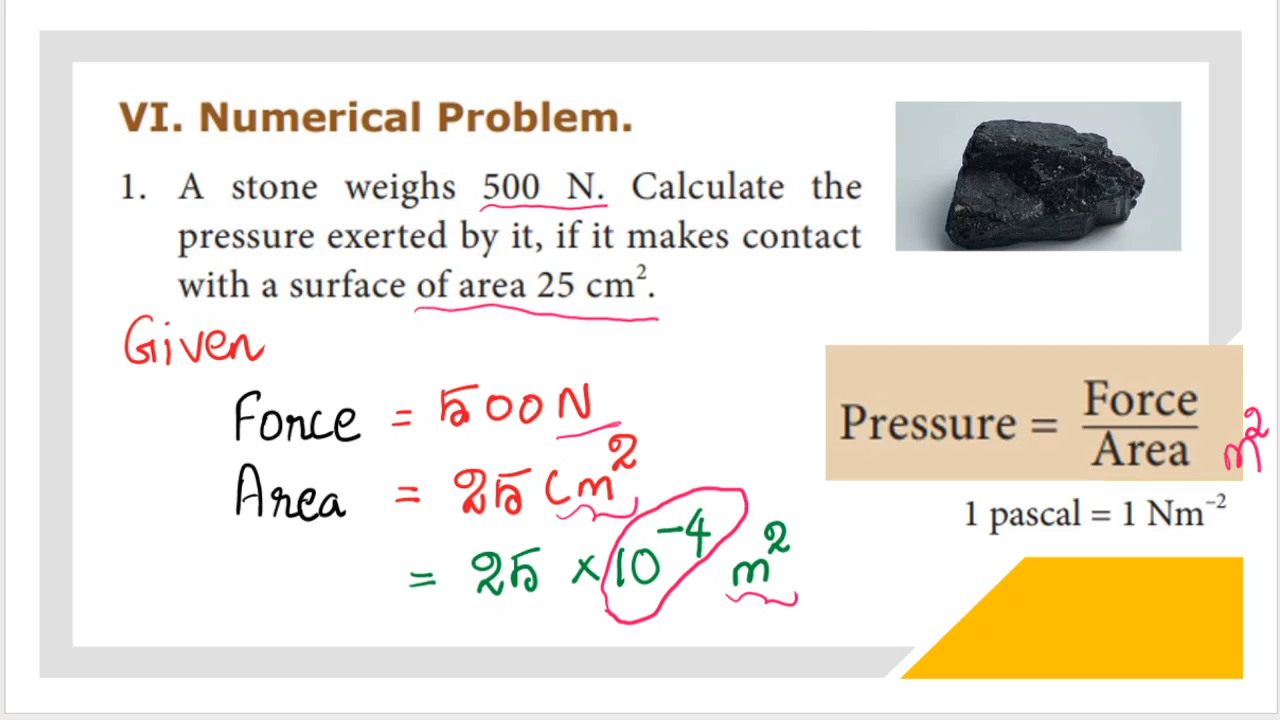 VI. Numerical Problem.
1. A stone weighs 500 N. Calculate the
pressure exerted by it, if it makes contact
with a surface of area 25 cm².
Given
Force = 500 N
Area = 25 cm²
= 25 × 10⁻⁴ m²
Pressure = Force / Area m²
1 pascal = 1 Nm⁻²